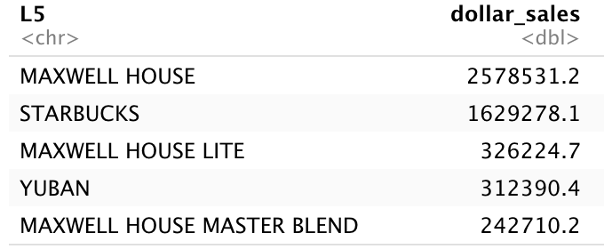 L5 dollar_sales
<chr> <dbl>
MAXWELL HOUSE 2578531.2
STARBUCKS 1629278.1
MAXWELL HOUSE LITE 326224.7
YUBAN 312390.4
MAXWELL HOUSE MASTER BLEND 242710.2